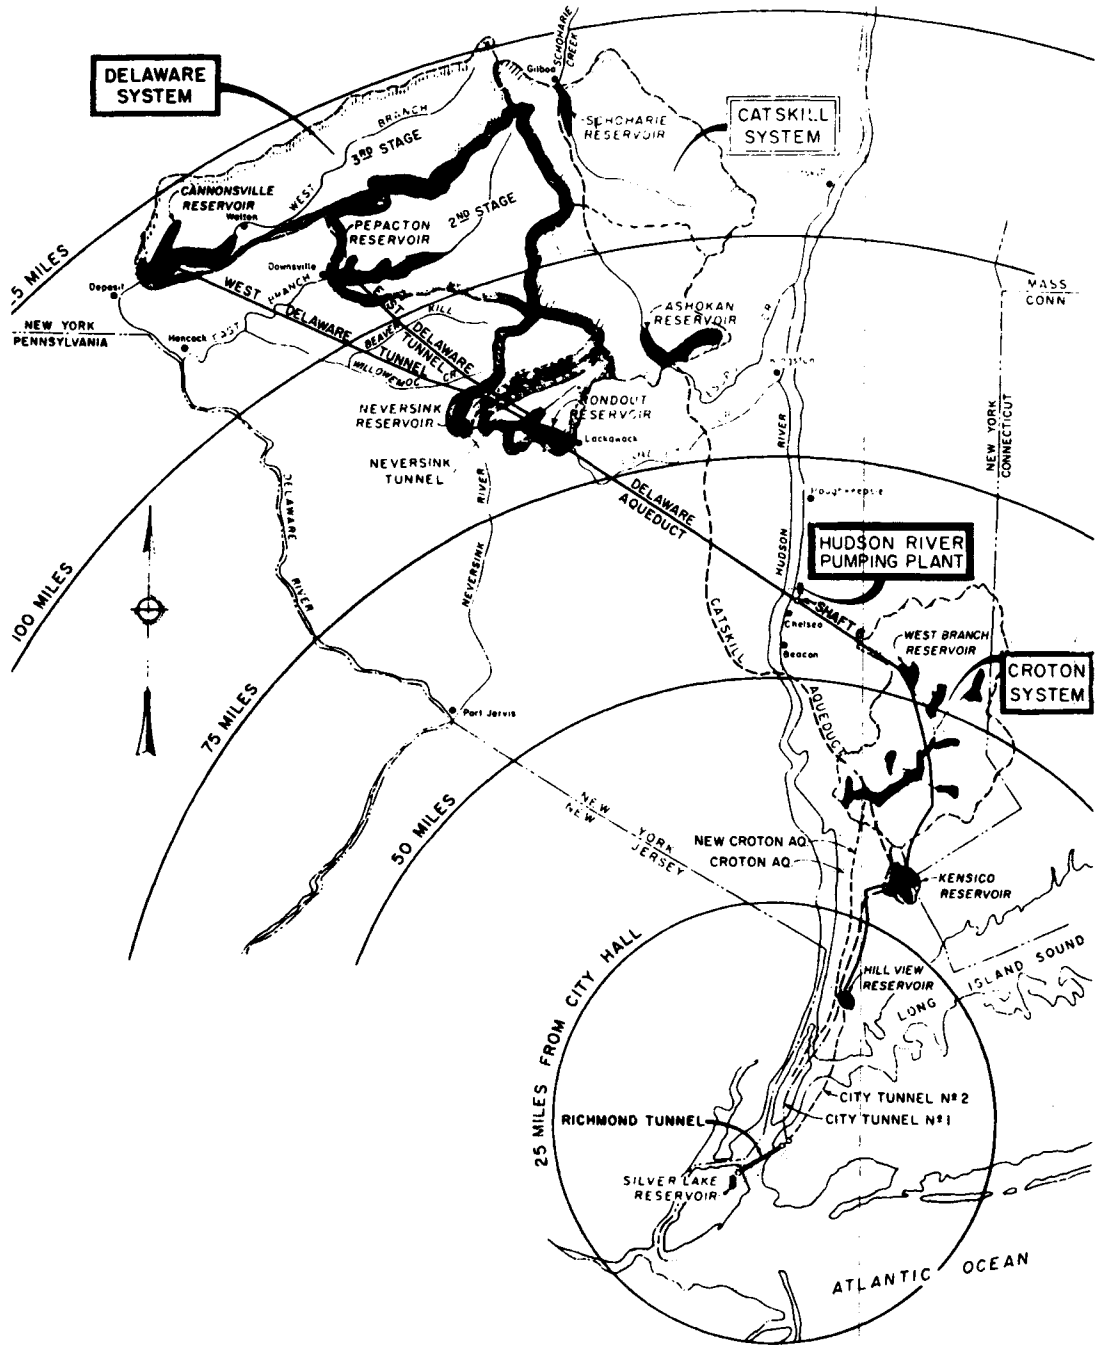 DELAWARE
SYSTEM
Gilboa
SCHOHARIE
CREEK
SCHOHARIE
RESERVOIR
CATSKILL
SYSTEM
WEST
BRANCH
3RD STAGE
CANNONSVILLE
RESERVOIR
Walton
PEPACTON
RESERVOIR
2ND STAGE
5 MILES
Deposit
Downsville
NEW YORK
PENNSYLVANIA
Hancock
EAST
BRANCH
WEST
DELAWARE
TUNNEL
EAST
DELAWARE
TUNNEL
BEAVER
KILL
WILLOWEMOC
CR.
ASHOKAN
RESERVOIR
MASS
CONN
NEVERSINK
RESERVOIR
ONDOUT
RESERVOIR
Lackawack
NEVERSINK
TUNNEL
NEW YORK
CONNECTICUT
DELAWARE
AQUEDUCT
HUDSON
RIVER
HUDSON RIVER
PUMPING PLANT
SHAFT
Chelsea
Beacon
WEST BRANCH
RESERVOIR
CROTON
SYSTEM
DELAWARE
RIVER
NEVERSINK
RIVER
100 MILES
75 MILES
50 MILES
Port Jervis
CATSKILL
AQUEDUCT
NEW YORK
NEW JERSEY
NEW CROTON AQ.
CROTON AQ.
KENSICO
RESERVOIR
HILL VIEW
RESERVOIR
LONG
ISLAND SOUND
25 MILES FROM CITY HALL
CITY TUNNEL Nº 2
CITY TUNNEL Nº 1
RICHMOND TUNNEL
SILVER LAKE
RESERVOIR
ATLANTIC OCEAN